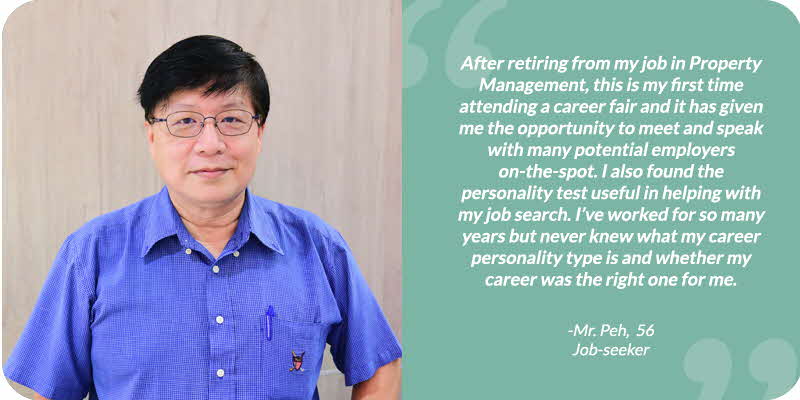 After retiring from my job in Property
Management, this is my first time
attending a career fair and it has given
me the opportunity to meet and speak
with many potential employers
on-the-spot. I also found the
personality test useful in helping with
my job search. I've worked for so many
years but never knew what my career
personality type is and whether my
career was the right one for me.
-Mr. Peh, 56
Job-seeker